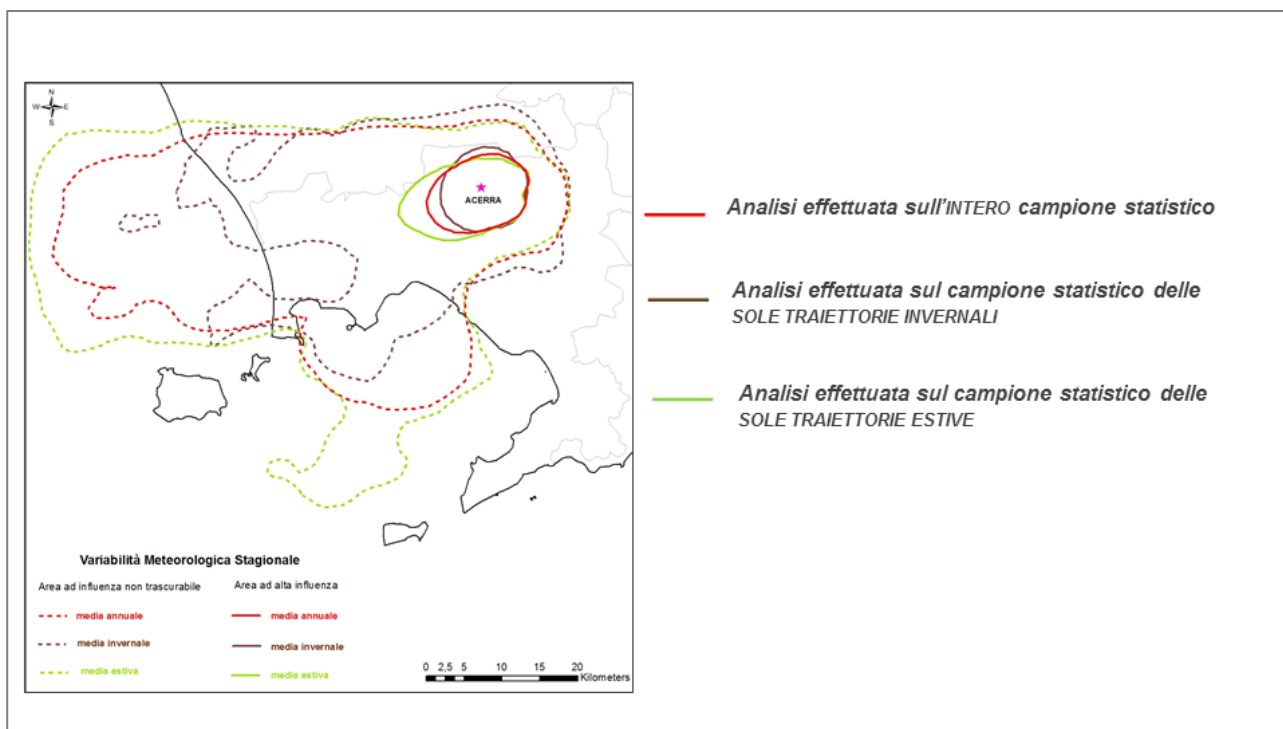 N
W E
S
ACERRA
Variabilità Meteorologica Stagionale
Area ad influenza non trascurabile Area ad alta influenza
media annuale media annuale
media invernale media invernale
media estiva media estiva
0 2,5 5 10 15 20
Kilometers
Analisi effettuata sull'INTERO campione statistico
Analisi effettuata sul campione statistico delle
SOLE TRAIETTORIE INVERNALI
Analisi effettuata sul campione statistico delle
SOLE TRAIETTORIE ESTIVE